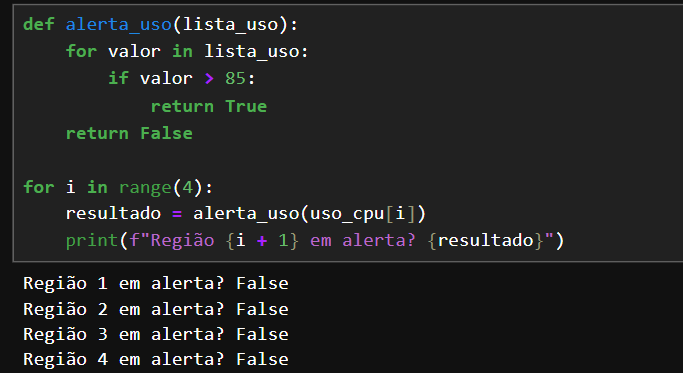 def alerta_uso(lista_uso):
    for valor in lista_uso:
        if valor > 85:
            return True
    return False
for i in range(4):
    resultado = alerta_uso(uso_cpu[i])
    print(f"Região {i + 1} em alerta? {resultado}")
Região 1 em alerta? False
Região 2 em alerta? False
Região 3 em alerta? False
Região 4 em alerta? False